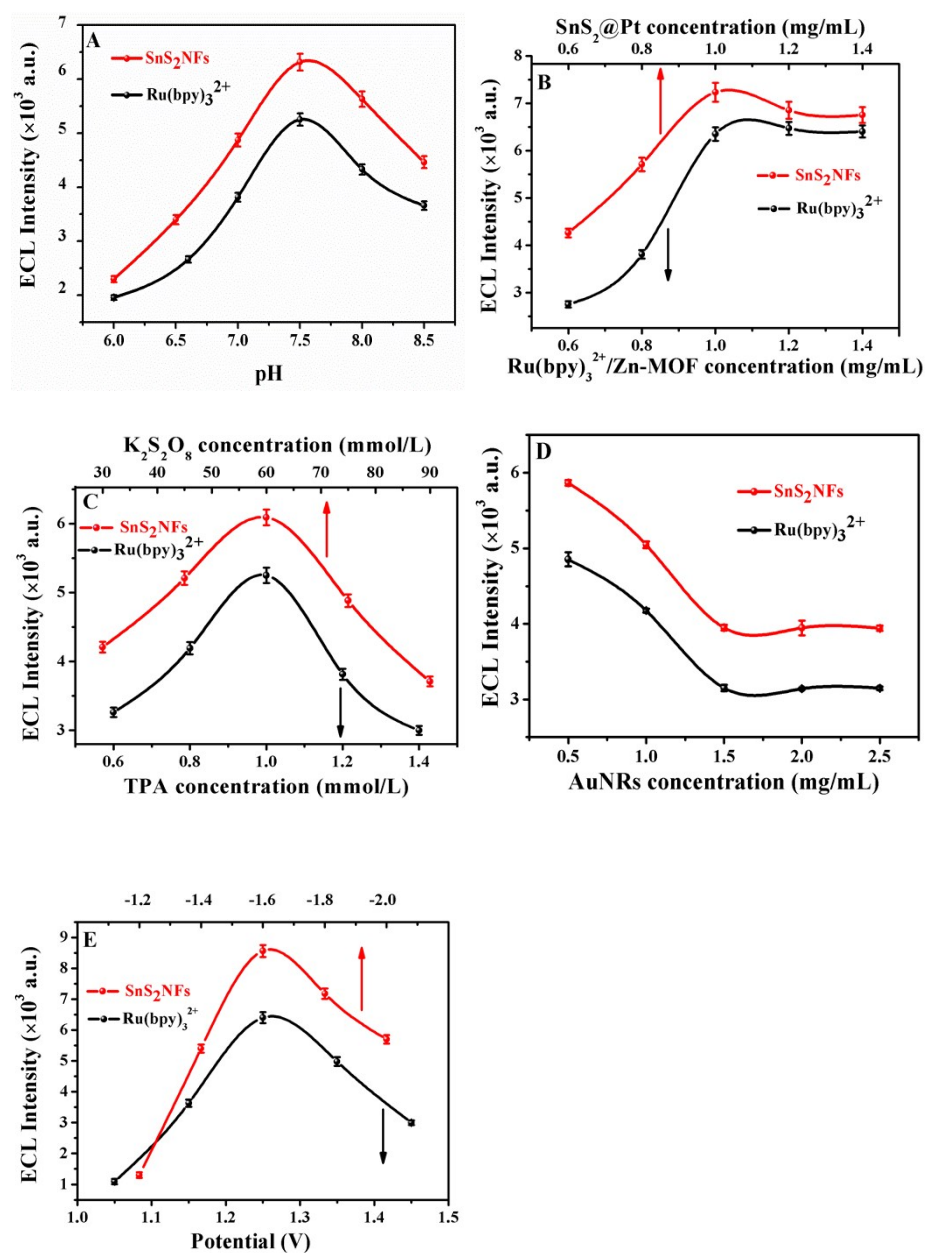 A
SnS2NFs
Ru(bpy)3^2+
ECL Intensity (×10^3 a.u.)
7
6
5
4
3
2
6.0 6.5 7.0 7.5 8.0 8.5
pH
SnS2@Pt concentration (mg/mL)
0.6 0.8 1.0 1.2 1.4
B
SnS2NFs
Ru(bpy)3^2+
ECL Intensity (×10^3 a.u.)
8
7
6
5
4
3
0.6 0.8 1.0 1.2 1.4
Ru(bpy)3^2+/Zn-MOF concentration (mg/mL)
K2S2O8 concentration (mmol/L)
30 40 50 60 70 80 90
C
SnS2NFs
Ru(bpy)3^2+
ECL Intensity (×10^3 a.u.)
6
5
4
3
0.6 0.8 1.0 1.2 1.4
TPA concentration (mmol/L)
D
SnS2NFs
Ru(bpy)3^2+
ECL Intensity (×10^3 a.u.)
6
5
4
3
0.5 1.0 1.5 2.0 2.5
AuNRs concentration (mg/mL)
-1.2 -1.4 -1.6 -1.8 -2.0
E
SnS2NFs
Ru(bpy)3^2+
ECL Intensity (×10^3 a.u.)
9
8
7
6
5
4
3
2
1
1.0 1.1 1.2 1.3 1.4 1.5
Potential (V)